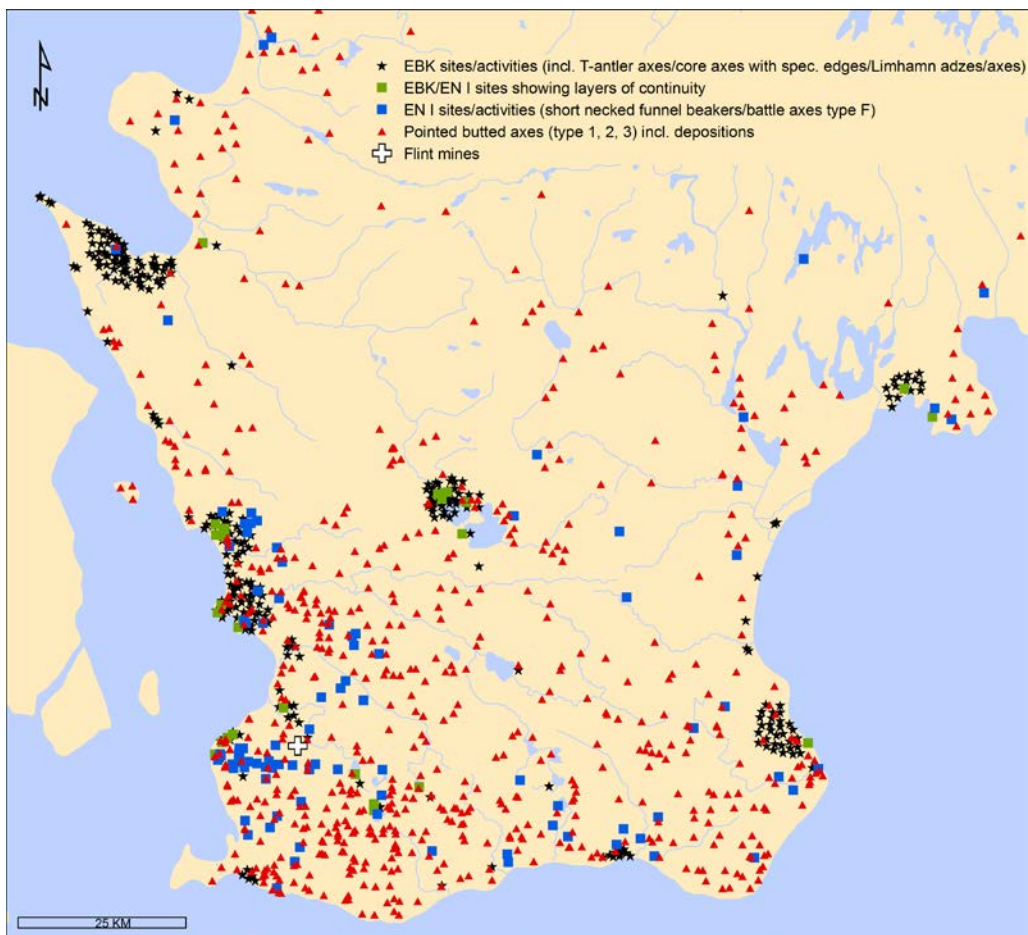 N
EBK sites/activities (incl. T-antler axes/core axes with spec. edges/Limhamn adzes/axes)
EBK/EN I sites showing layers of continuity
EN I sites/activities (short necked funnel beakers/battle axes type F)
Pointed butted axes (type 1, 2, 3) incl. depositions
Flint mines
25 KM